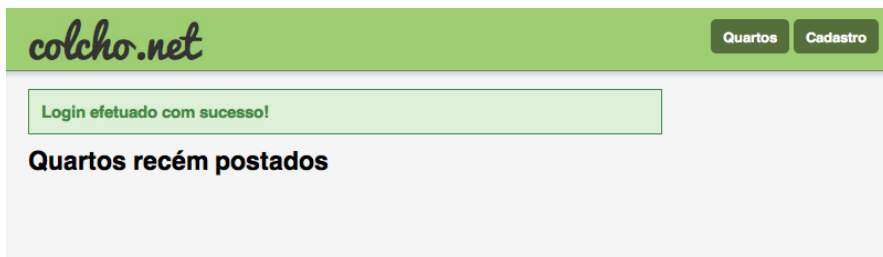 colcho.net
Quartos Cadastro
Login efetuado com sucesso!
Quartos recém postados